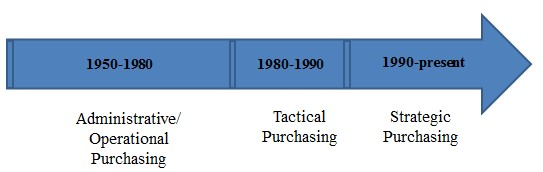 1950-1980
1980-1990
1990-present
Administrative/
Operational
Purchasing
Tactical
Purchasing
Strategic
Purchasing